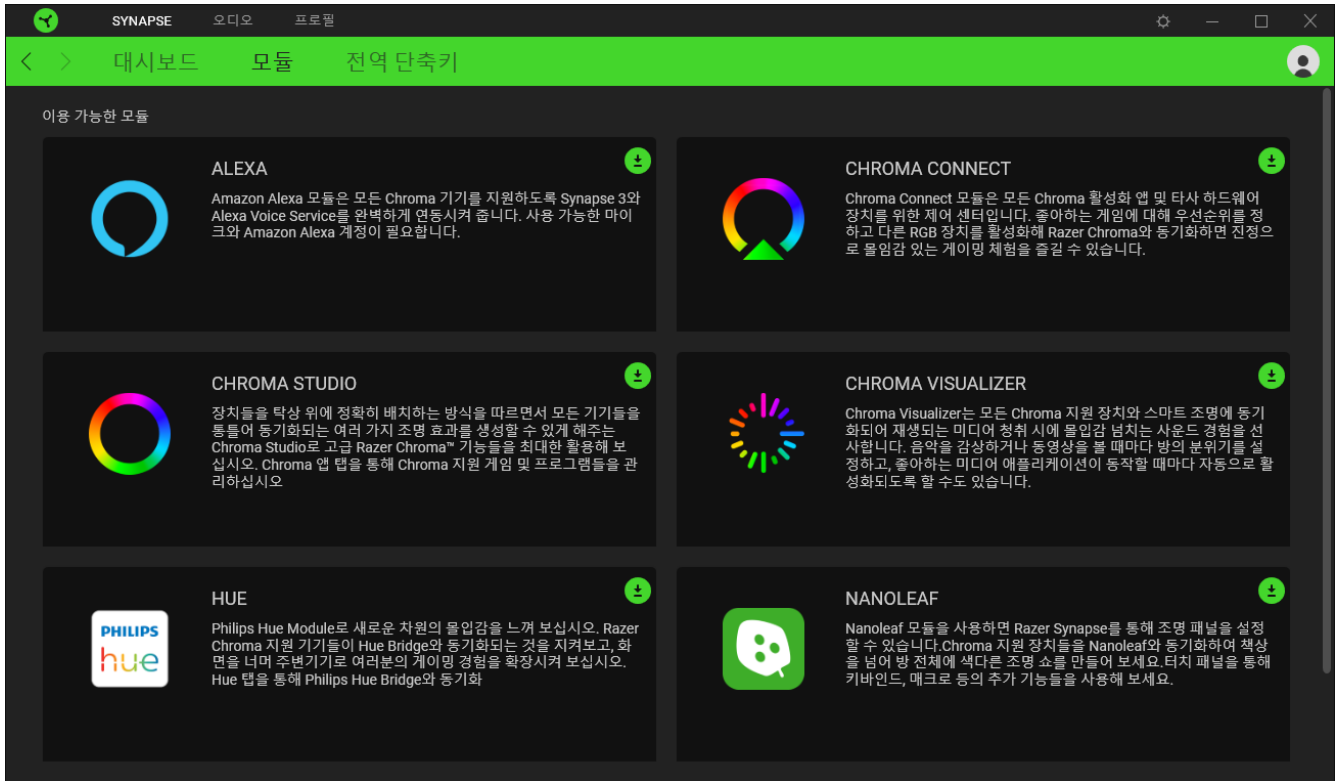 SYNAPSE 오디오 프로필
대시보드 모듈 전역 단축키
이용 가능한 모듈
ALEXA
Amazon Alexa 모듈은 모든 Chroma 기기를 지원하도록 Synapse 3와
Alexa Voice Service를 완벽하게 연동시켜 줍니다. 사용 가능한 마이
크와 Amazon Alexa 계정이 필요합니다.
CHROMA CONNECT
Chroma Connect 모듈은 모든 Chroma 활성화 앱 및 타사 하드웨어
장치를 위한 제어 센터입니다. 좋아하는 게임에 대해 우선순위를 정
하고 다른 RGB 장치를 활성화해 Razer Chroma와 동기화하면 진정으
로 몰입감 있는 게이밍 체험을 즐길 수 있습니다.
CHROMA STUDIO
장치들을 탁상 위에 정확히 배치하는 방식을 따르면서 모든 기기들을
통틀어 동기화되는 여러 가지 조명 효과를 생성할 수 있게 해주는
Chroma Studio로 고급 Razer Chroma™ 기능들을 최대한 활용해 보
십시오. Chroma 앱 탭을 통해 Chroma 지원 게임 및 프로그램들을 관
리하십시오
CHROMA VISUALIZER
Chroma Visualizer는 모든 Chroma 지원 장치와 스마트 조명에 동기
화되어 재생되는 미디어 청취 시에 몰입감 넘치는 사운드 경험을 선
사합니다. 음악을 감상하거나 동영상을 볼 때마다 방의 분위기를 설
정하고, 좋아하는 미디어 애플리케이션이 동작할 때마다 자동으로 활
성화되도록 할 수도 있습니다.
PHILIPS
hue
HUE
Philips Hue Module로 새로운 차원의 몰입감을 느껴 보십시오. Razer
Chroma 지원 기기들이 Hue Bridge와 동기화되는 것을 지켜보고, 화
면을 너머 주변기기로 여러분의 게이밍 경험을 확장시켜 보십시오.
Hue 탭을 통해 Philips Hue Bridge와 동기화
NANOLEAF
Nanoleaf 모듈을 사용하면 Razer Synapse를 통해 조명 패널을 설정
할 수 있습니다.Chroma 지원 장치들을 Nanoleaf와 동기화하여 책상
을 넘어 방 전체에 색다른 조명 쇼를 만들어 보세요.터치 패널을 통해
키바인드, 매크로 등의 추가 기능들을 사용해 보세요.